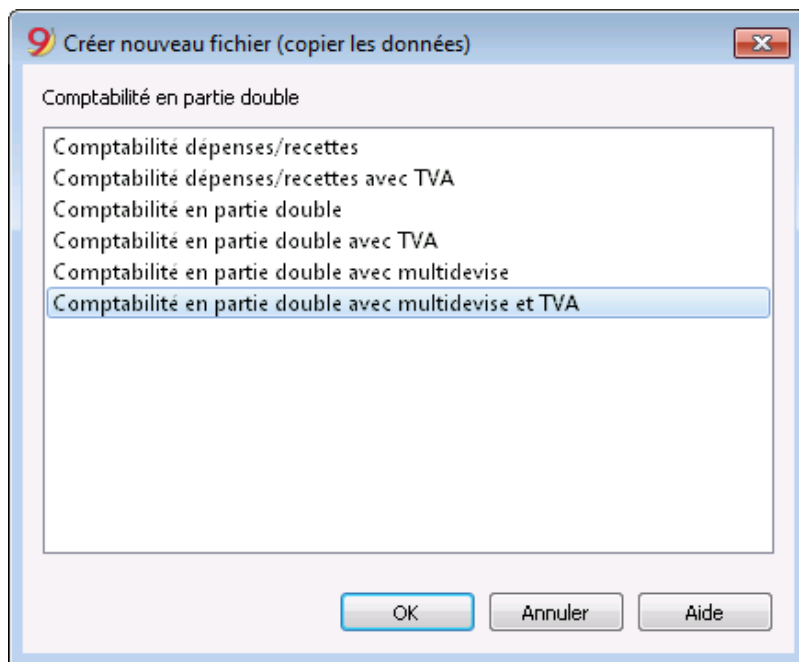 9 Créer nouveau fichier (copier les données)
Comptabilité en partie double
Comptabilité dépenses/recettes
Comptabilité dépenses/recettes avec TVA
Comptabilité en partie double
Comptabilité en partie double avec TVA
Comptabilité en partie double avec multidevise
Comptabilité en partie double avec multidevise et TVA
OK Annuler Aide